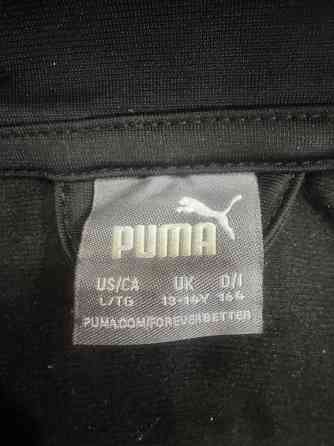 PUMA
US/CA UK D/I
L/TG 13-14Y 164
PUMA.COM/FOREVERBETTER